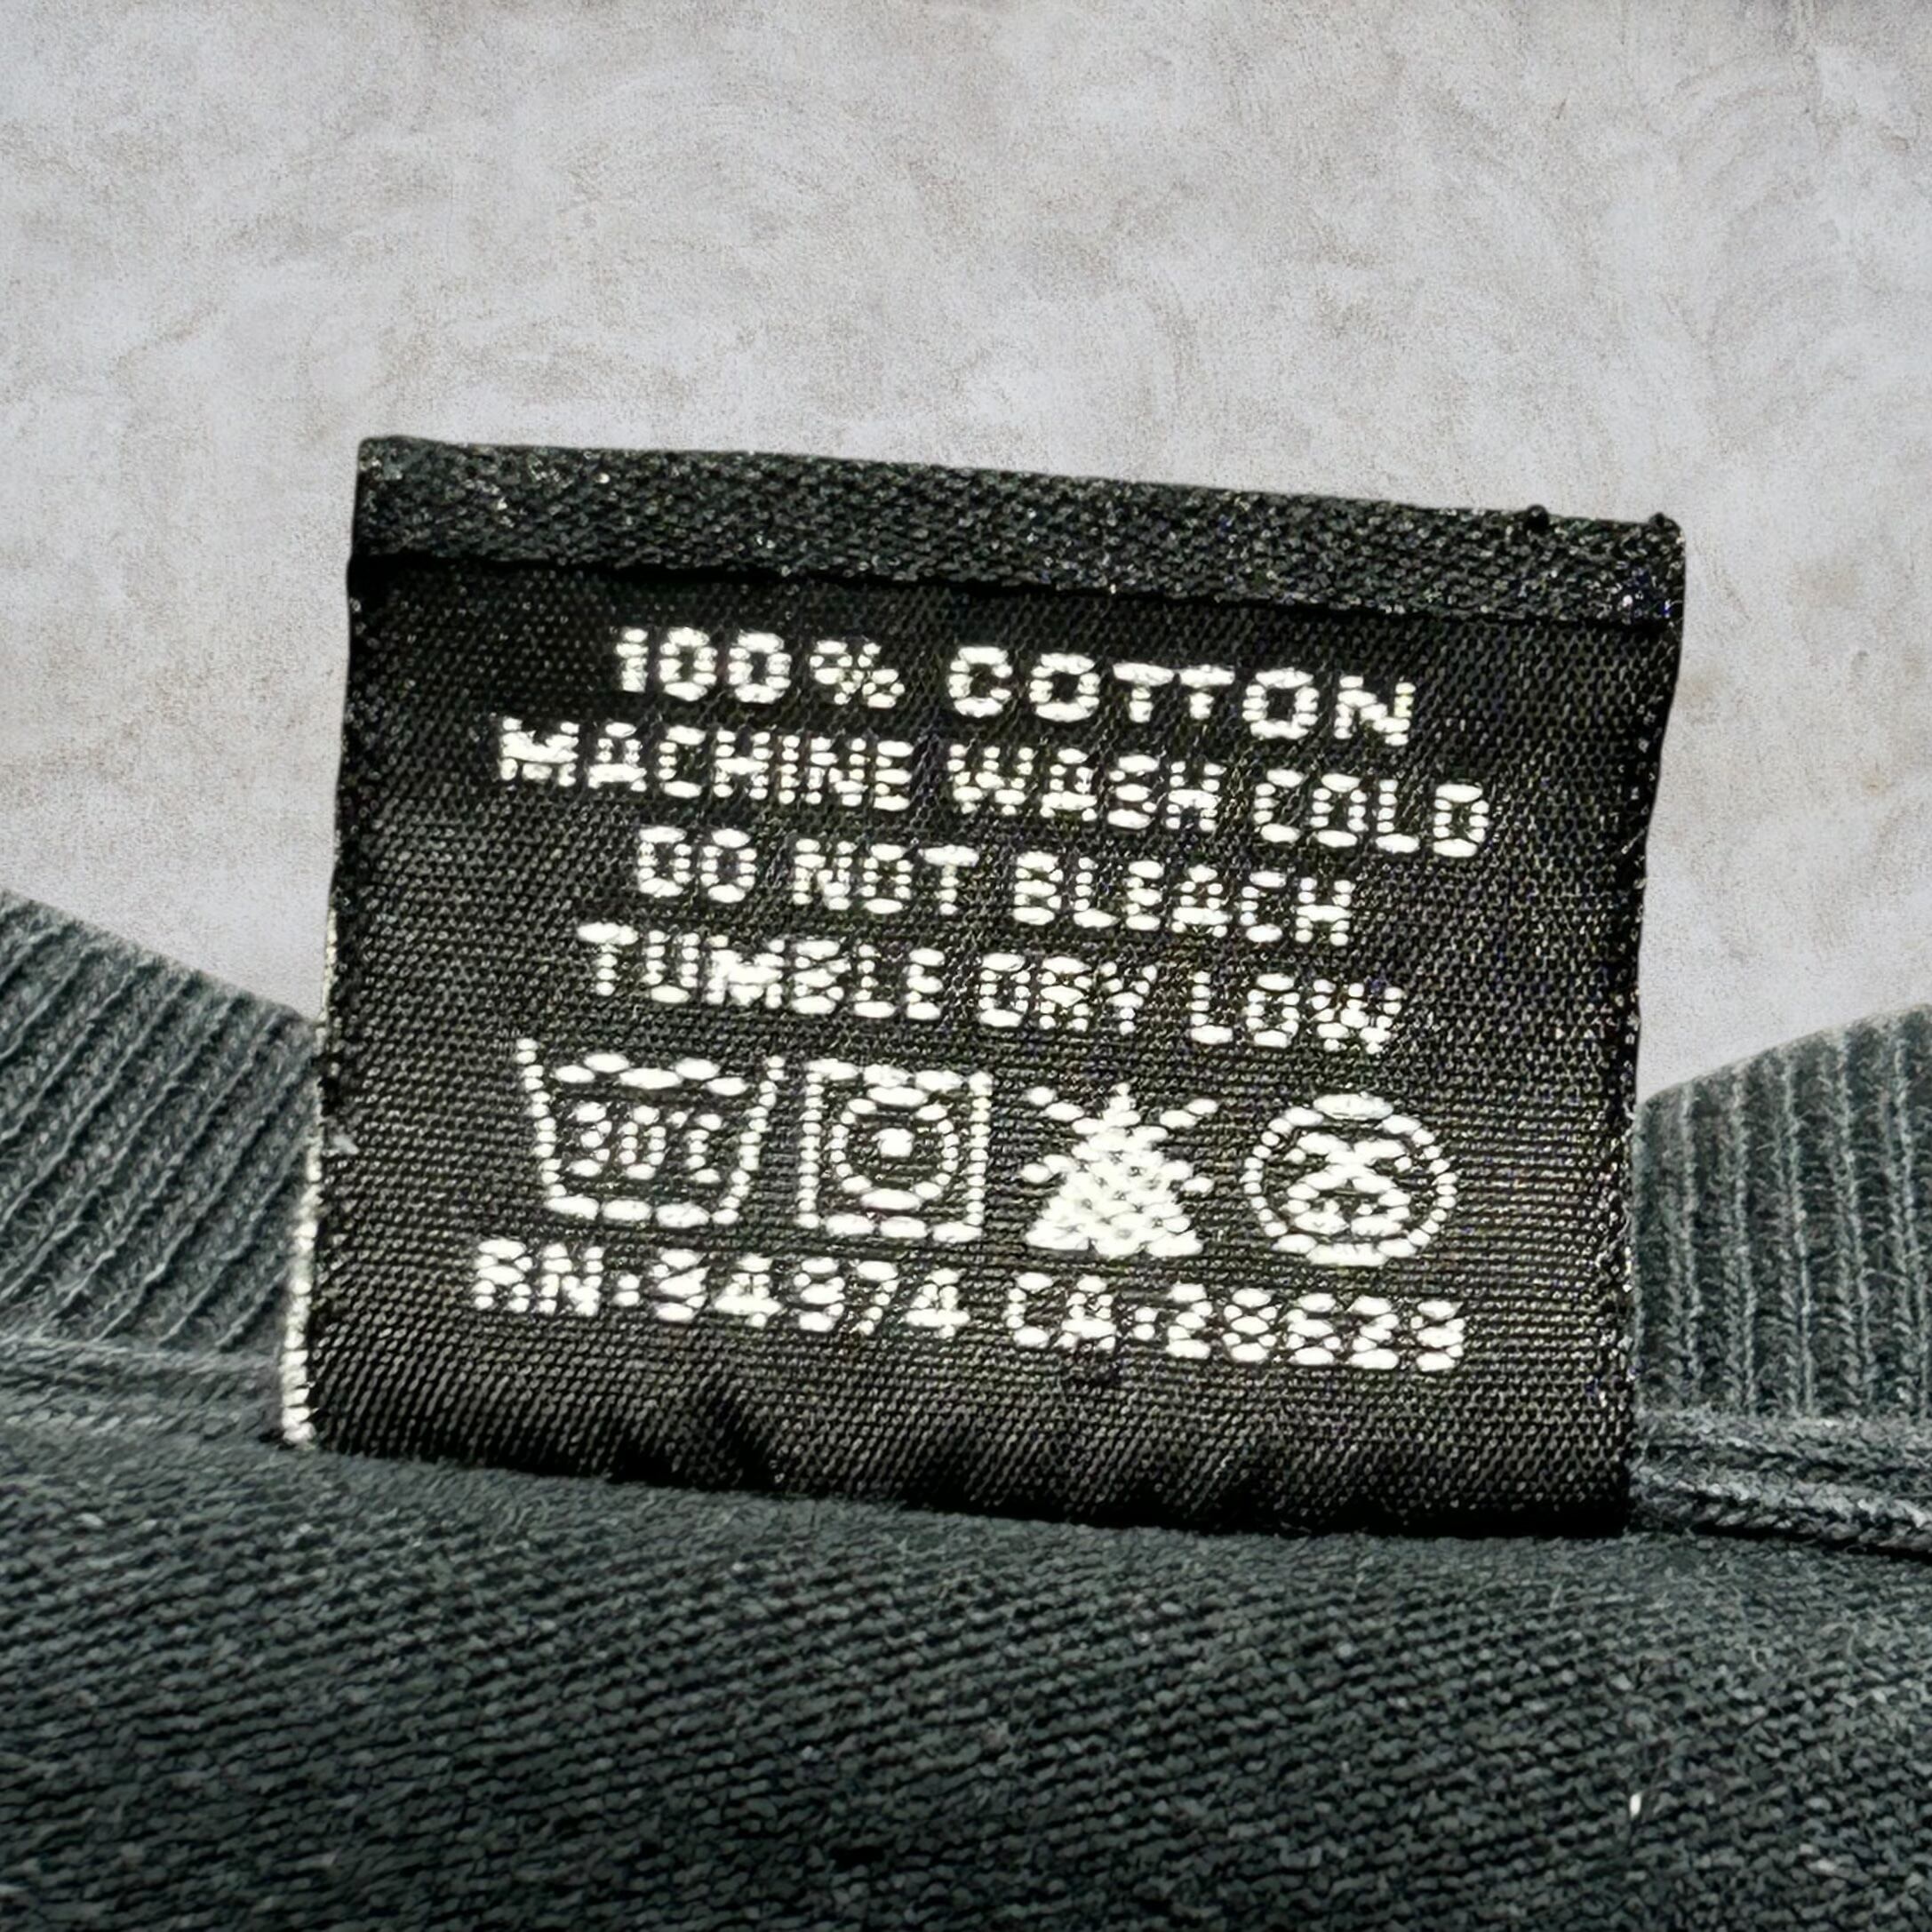 100% COTTON
MACHINE WASH COLD
DO NOT BLEACH
TUMBLE DRY LOW
30°C
RN:34974 CA:28629